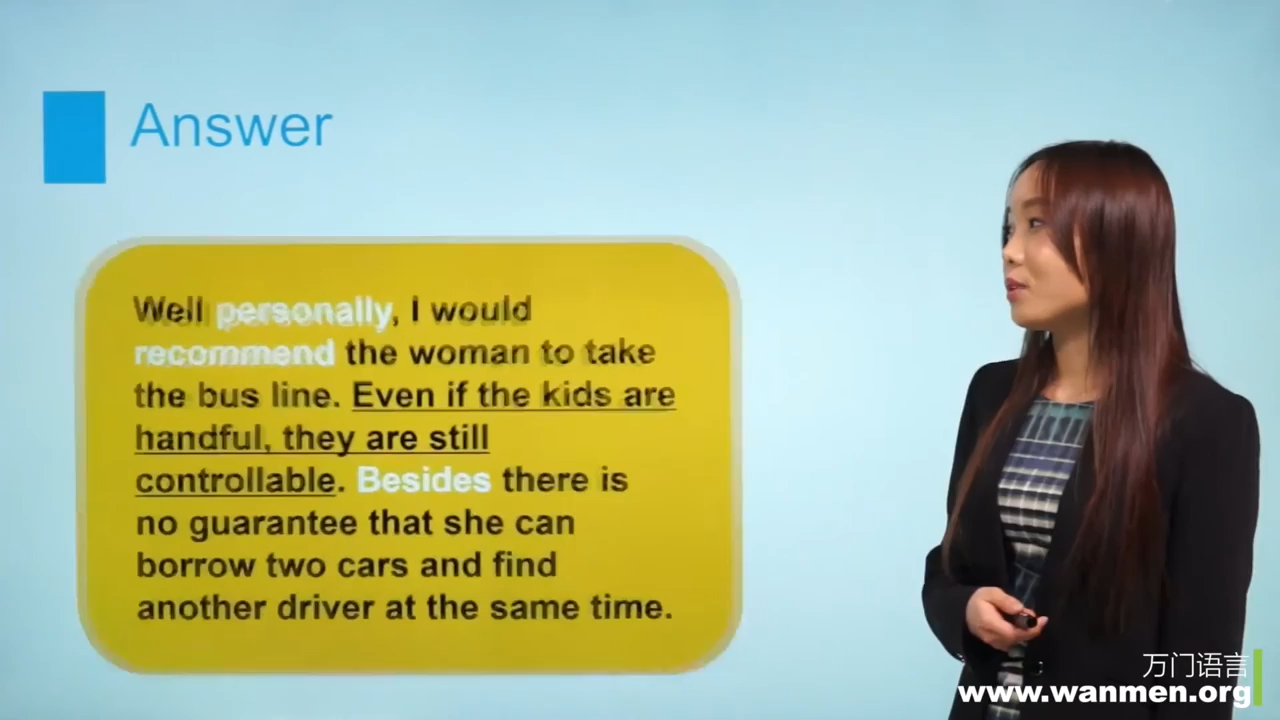 Answer
Well personally, I would
recommend the woman to take
the bus line. Even if the kids are
handful, they are still
controllable. Besides there is
no guarantee that she can
borrow two cars and find
another driver at the same time.
万门语言
www.wanmen.org